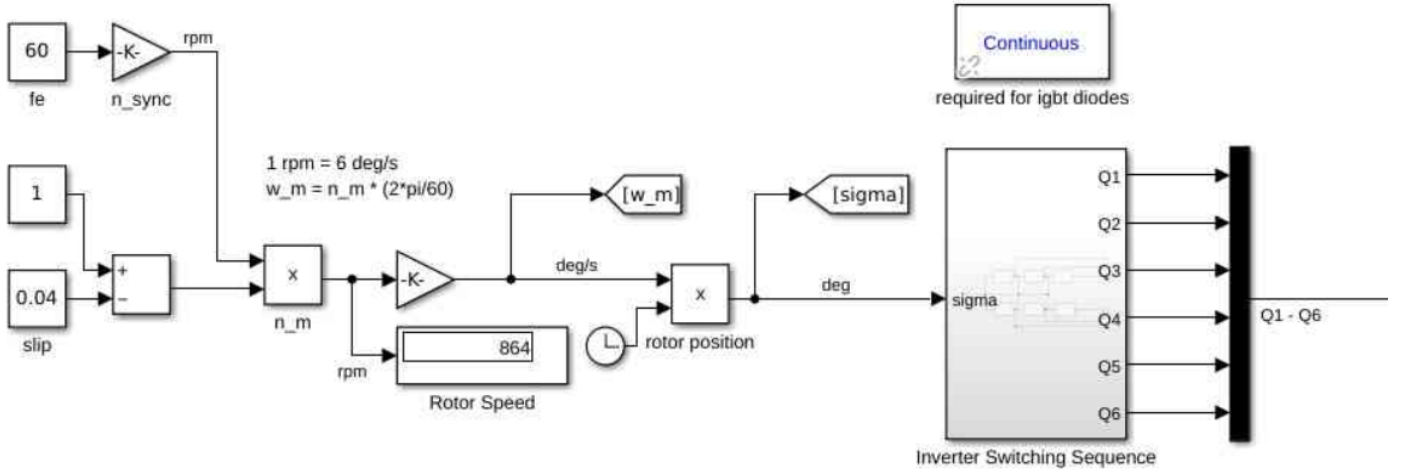 60
-K-
rpm
fe
n_sync
Continuous
required for igbt diodes
1 rpm = 6 deg/s
w_m = n_m * (2*pi/60)
1
+
−
0.04
slip
x
n_m
-K-
[w_m]
deg/s
864
rpm
Rotor Speed
x
rotor position
[sigma]
deg
sigma
Q1
Q2
Q3
Q4
Q5
Q6
Inverter Switching Sequence
Q1 - Q6